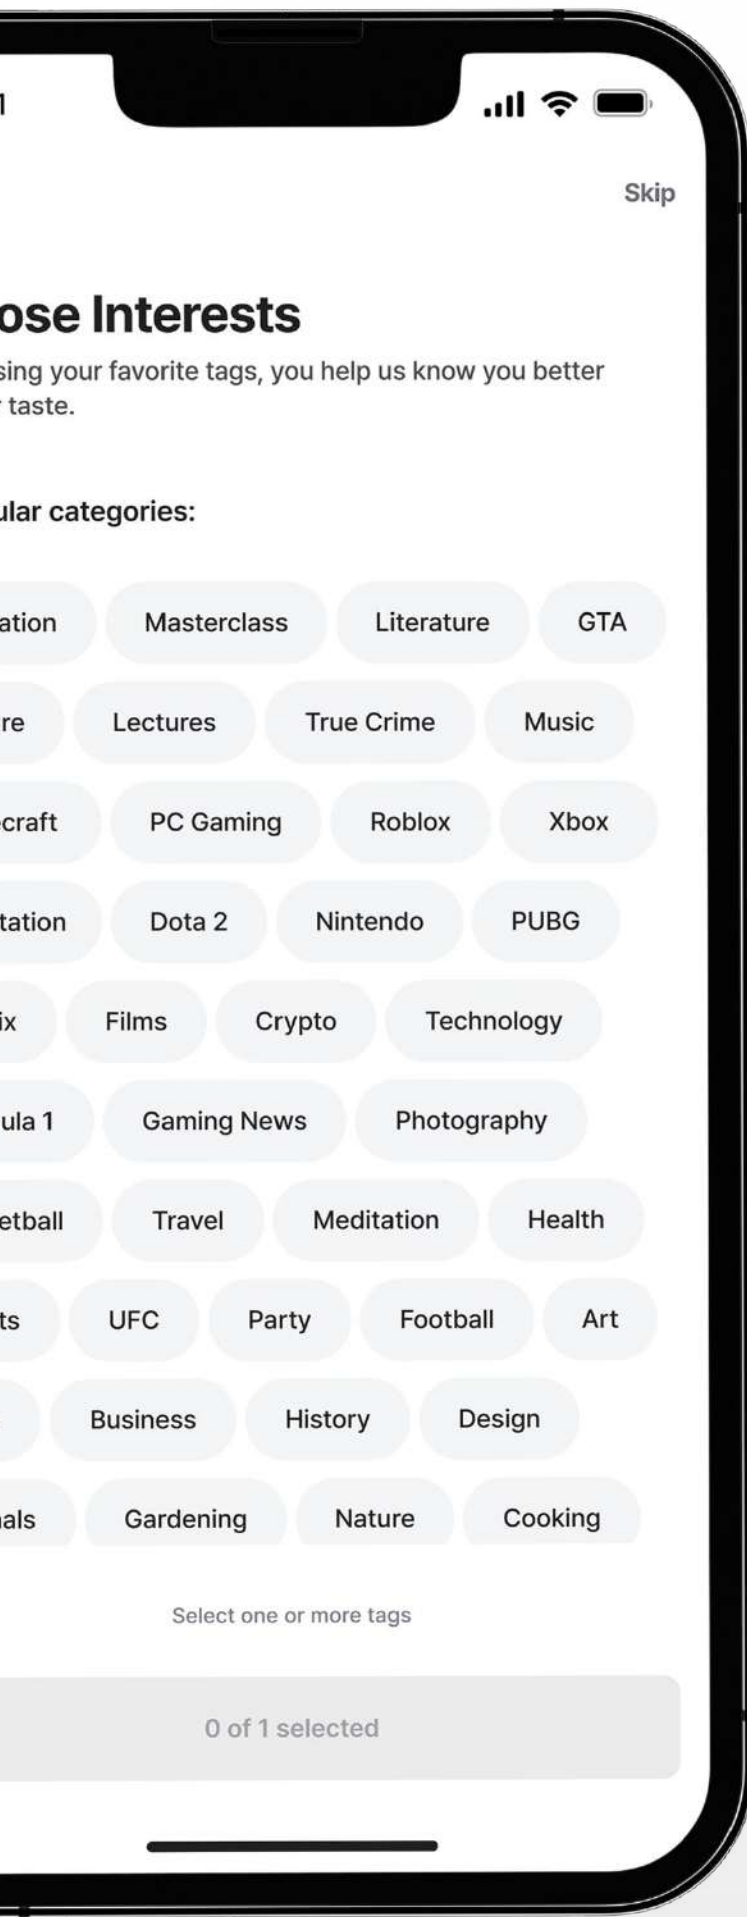 1
Skip
ose Interests
sing your favorite tags, you help us know you better
r taste.
ular categories:
ation Masterclass Literature GTA
re Lectures True Crime Music
ecraft PC Gaming Roblox Xbox
tation Dota 2 Nintendo PUBG
ix Films Crypto Technology
ula 1 Gaming News Photography
etball Travel Meditation Health
ts UFC Party Football Art
Business History Design
als Gardening Nature Cooking
Select one or more tags
0 of 1 selected